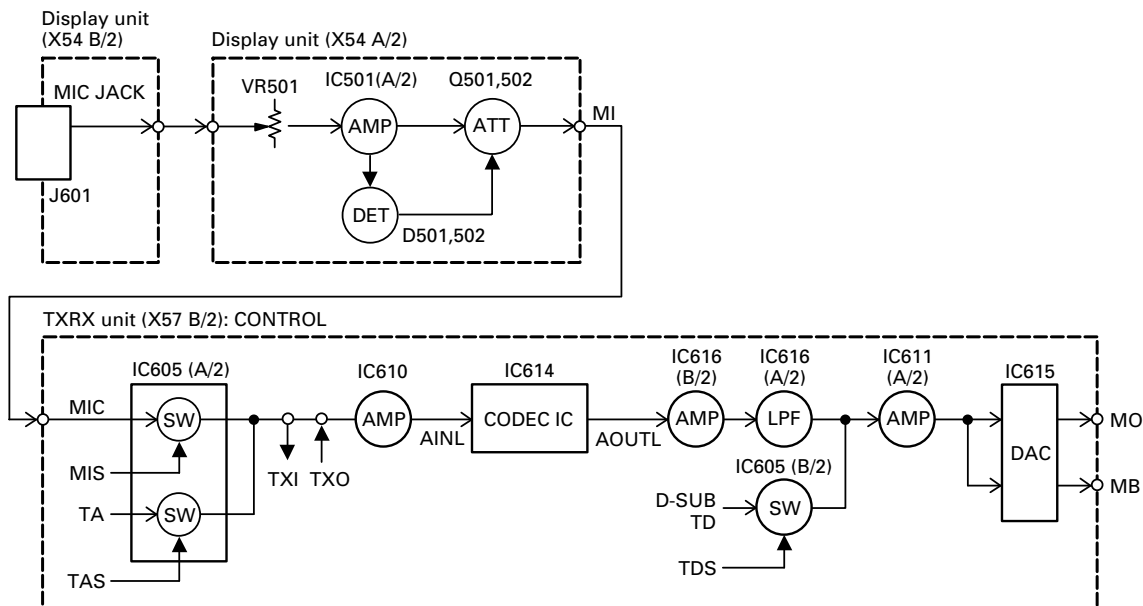 Display unit
(X54 B/2)
Display unit (X54 A/2)
MIC JACK
VR501
IC501(A/2)
Q501,502
AMP
ATT
MI
J601
DET
D501,502
TXRX unit (X57 B/2): CONTROL
IC605 (A/2)
IC610
IC614
IC616
(B/2)
IC616
(A/2)
IC611
(A/2)
IC615
MIC
SW
AMP
CODEC IC
AMP
LPF
AMP
MO
AINL
AOUTL
DAC
MIS
TXI
TXO
IC605 (B/2)
MB
TA
SW
D-SUB
TD
SW
TAS
TDS